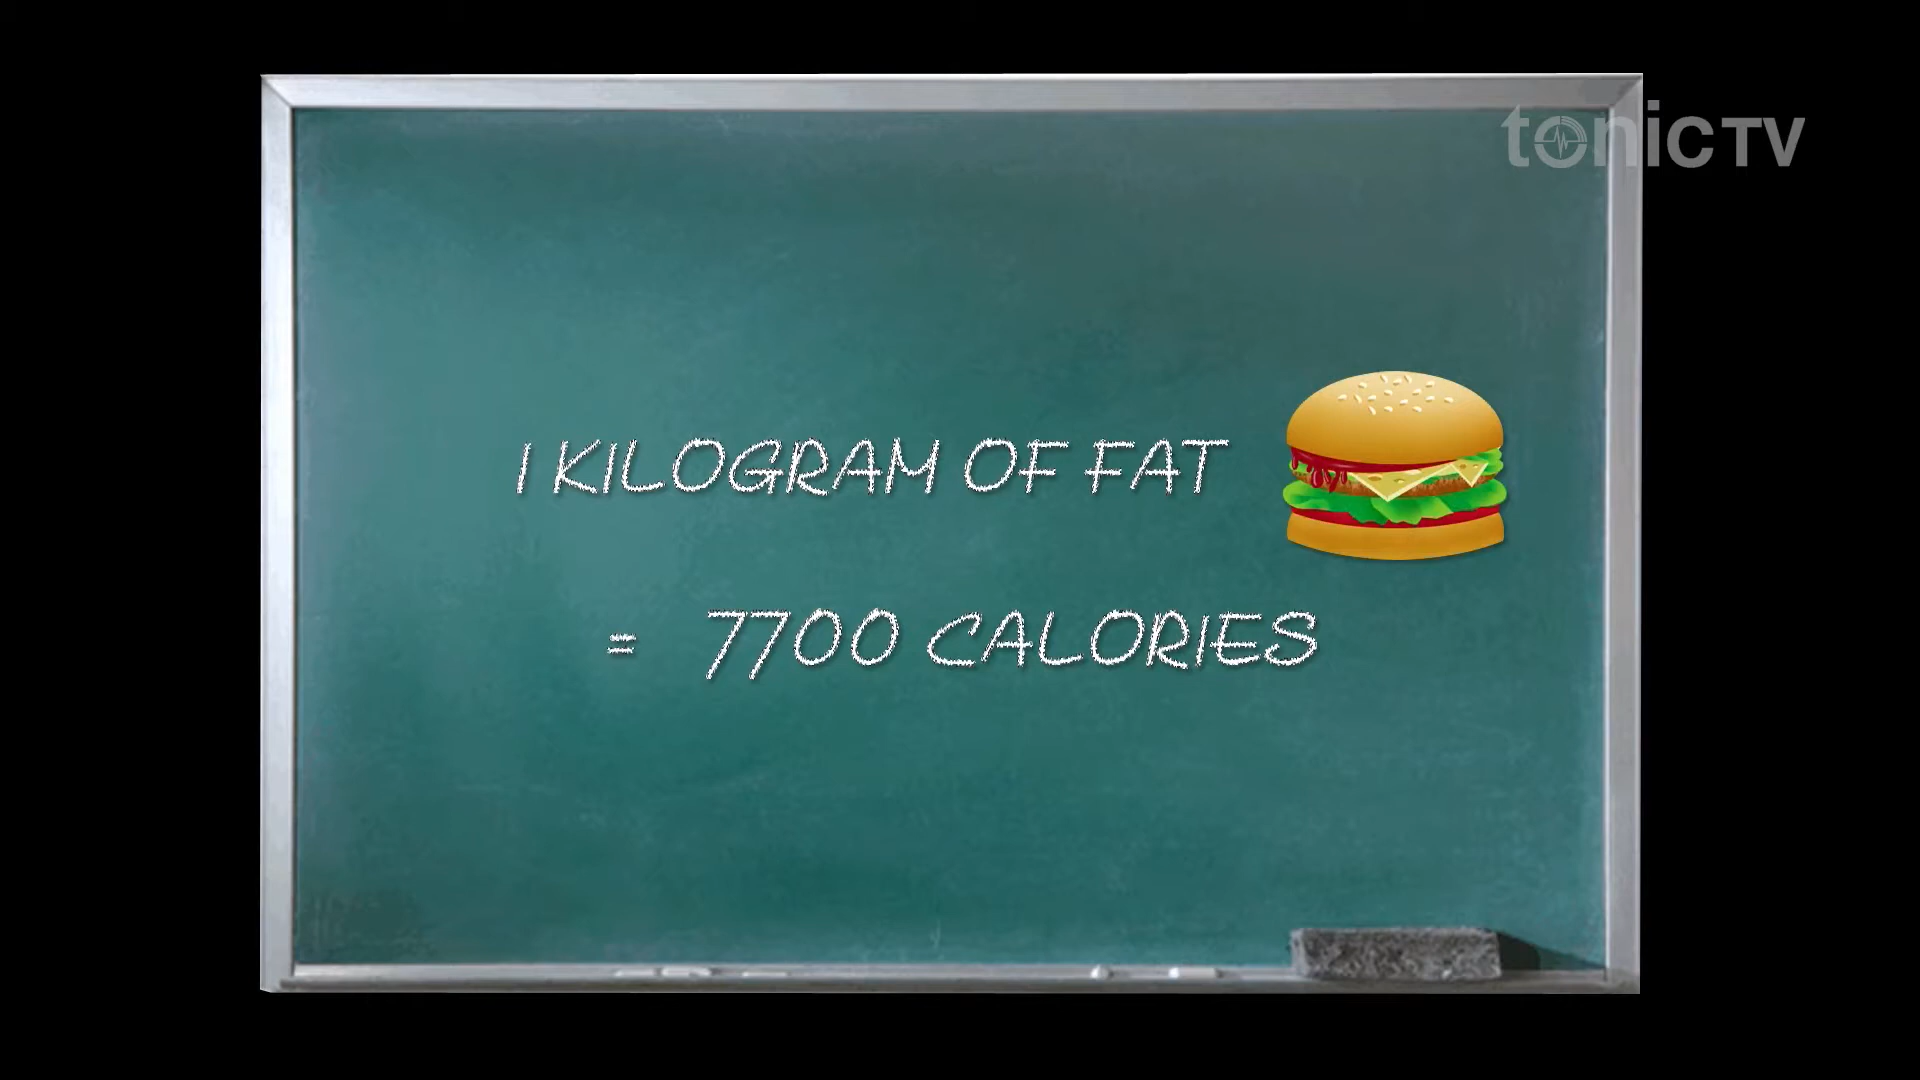 tonicTV
1 KILOGRAM OF FAT
= 7700 CALORIES